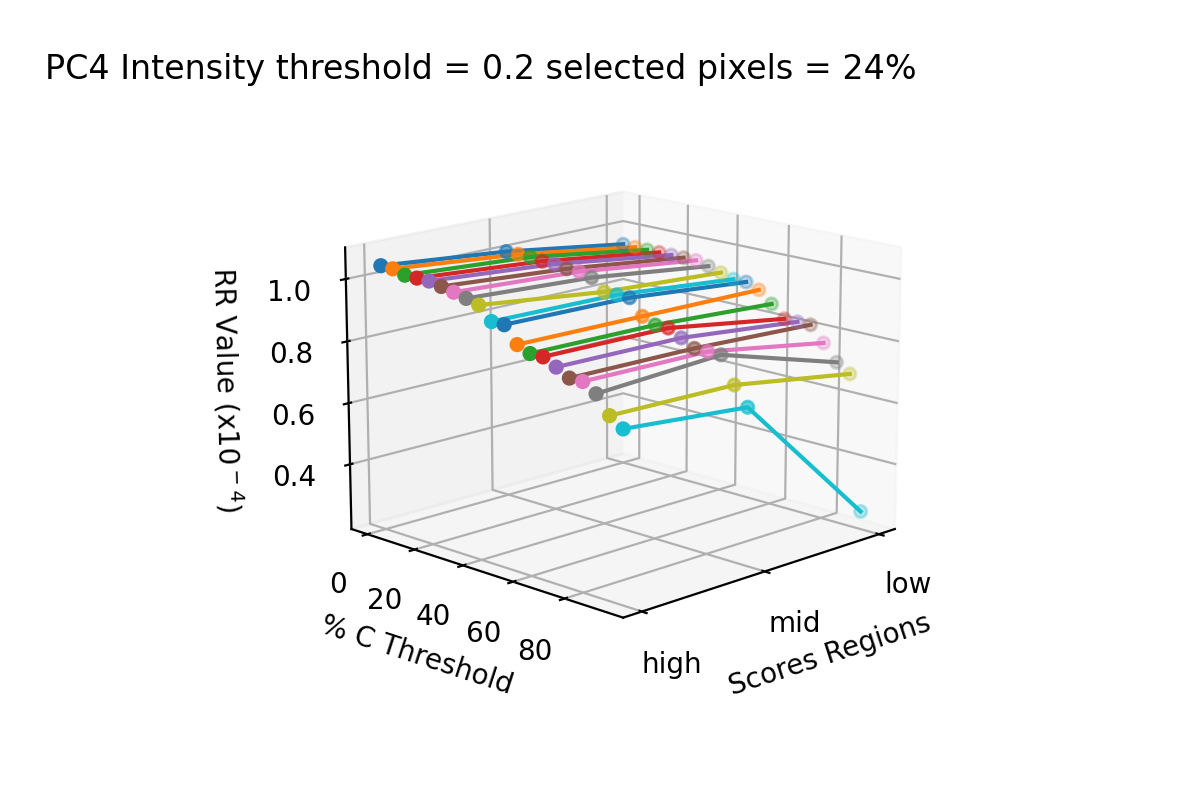 PC4 Intensity threshold = 0.2 selected pixels = 24%
RR Value (x10⁻⁴)
1.0
0.8
0.6
0.4
0
20
40
60
80
% C Threshold
high
mid
low
Scores Regions